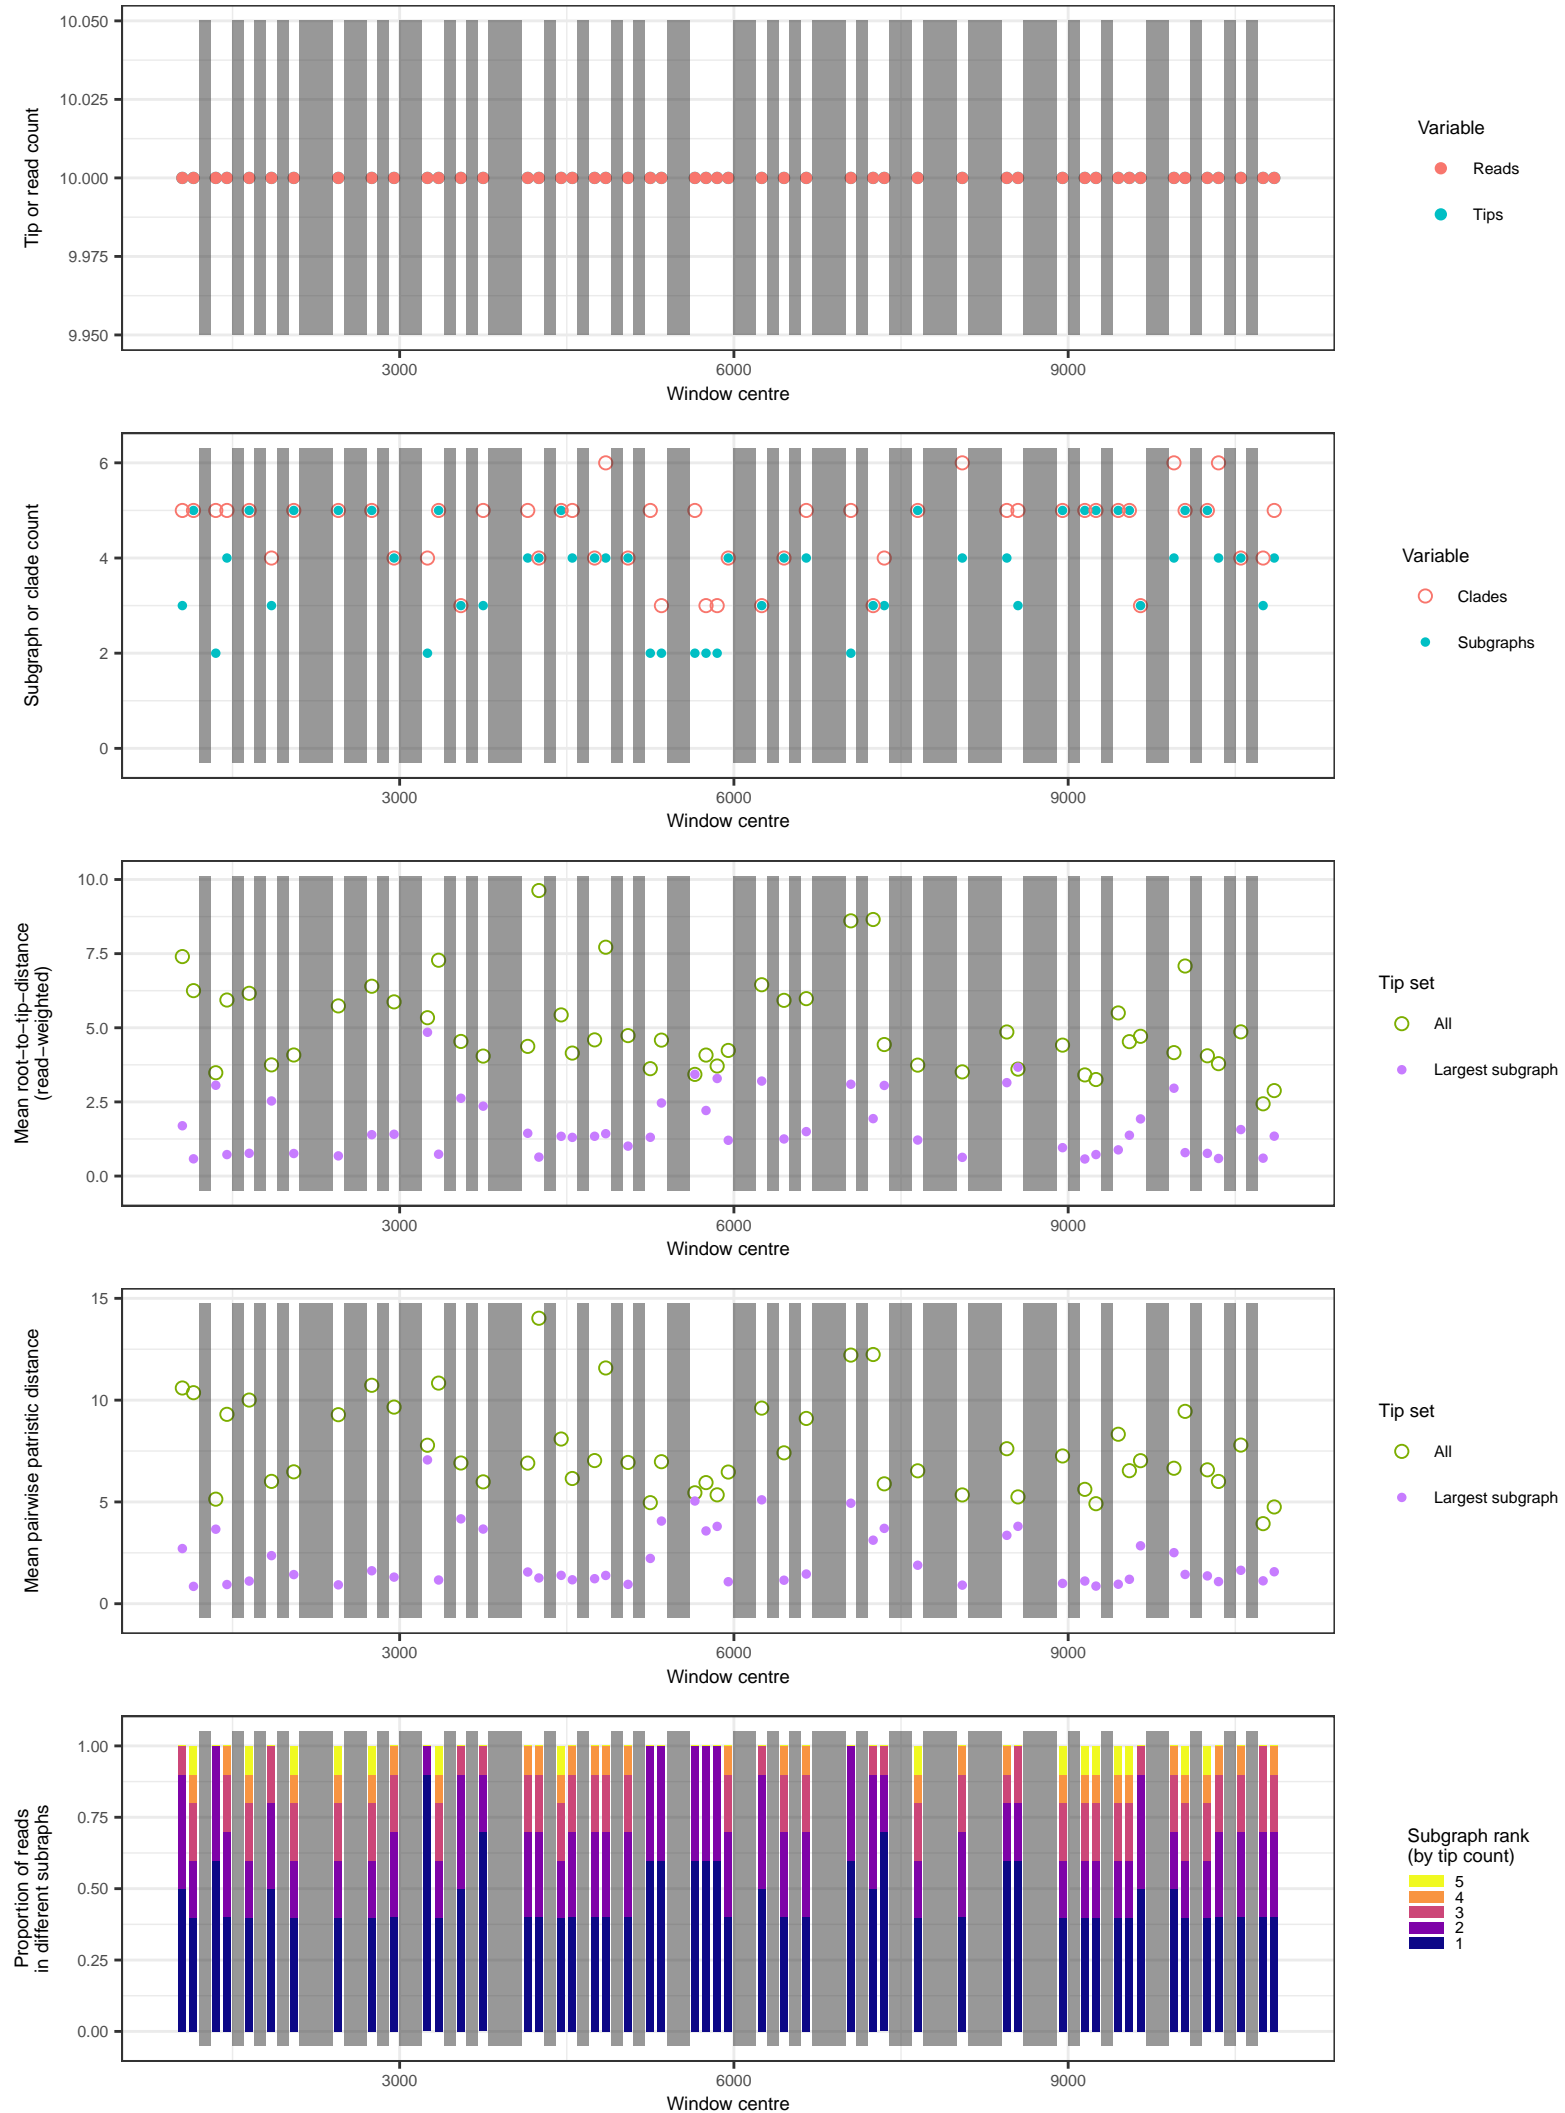 10.050
10.025
10.000
9.975
9.950
Tip or read count
3000
6000
9000
Window centre
Variable
Reads
Tips
6
4
2
0
Subgraph or clade count
3000
6000
9000
Window centre
Variable
Clades
Subgraphs
10.0
7.5
5.0
2.5
0.0
Mean root−to−tip−distance
(read−weighted)
3000
6000
9000
Window centre
Tip set
All
Largest subgraph
15
10
5
0
Mean pairwise patristic distance
3000
6000
9000
Window centre
Tip set
All
Largest subgraph
1.00
0.75
0.50
0.25
0.00
Proportion of reads
in different subraphs
3000
6000
9000
Window centre
Subgraph rank
(by tip count)
5
4
3
2
1